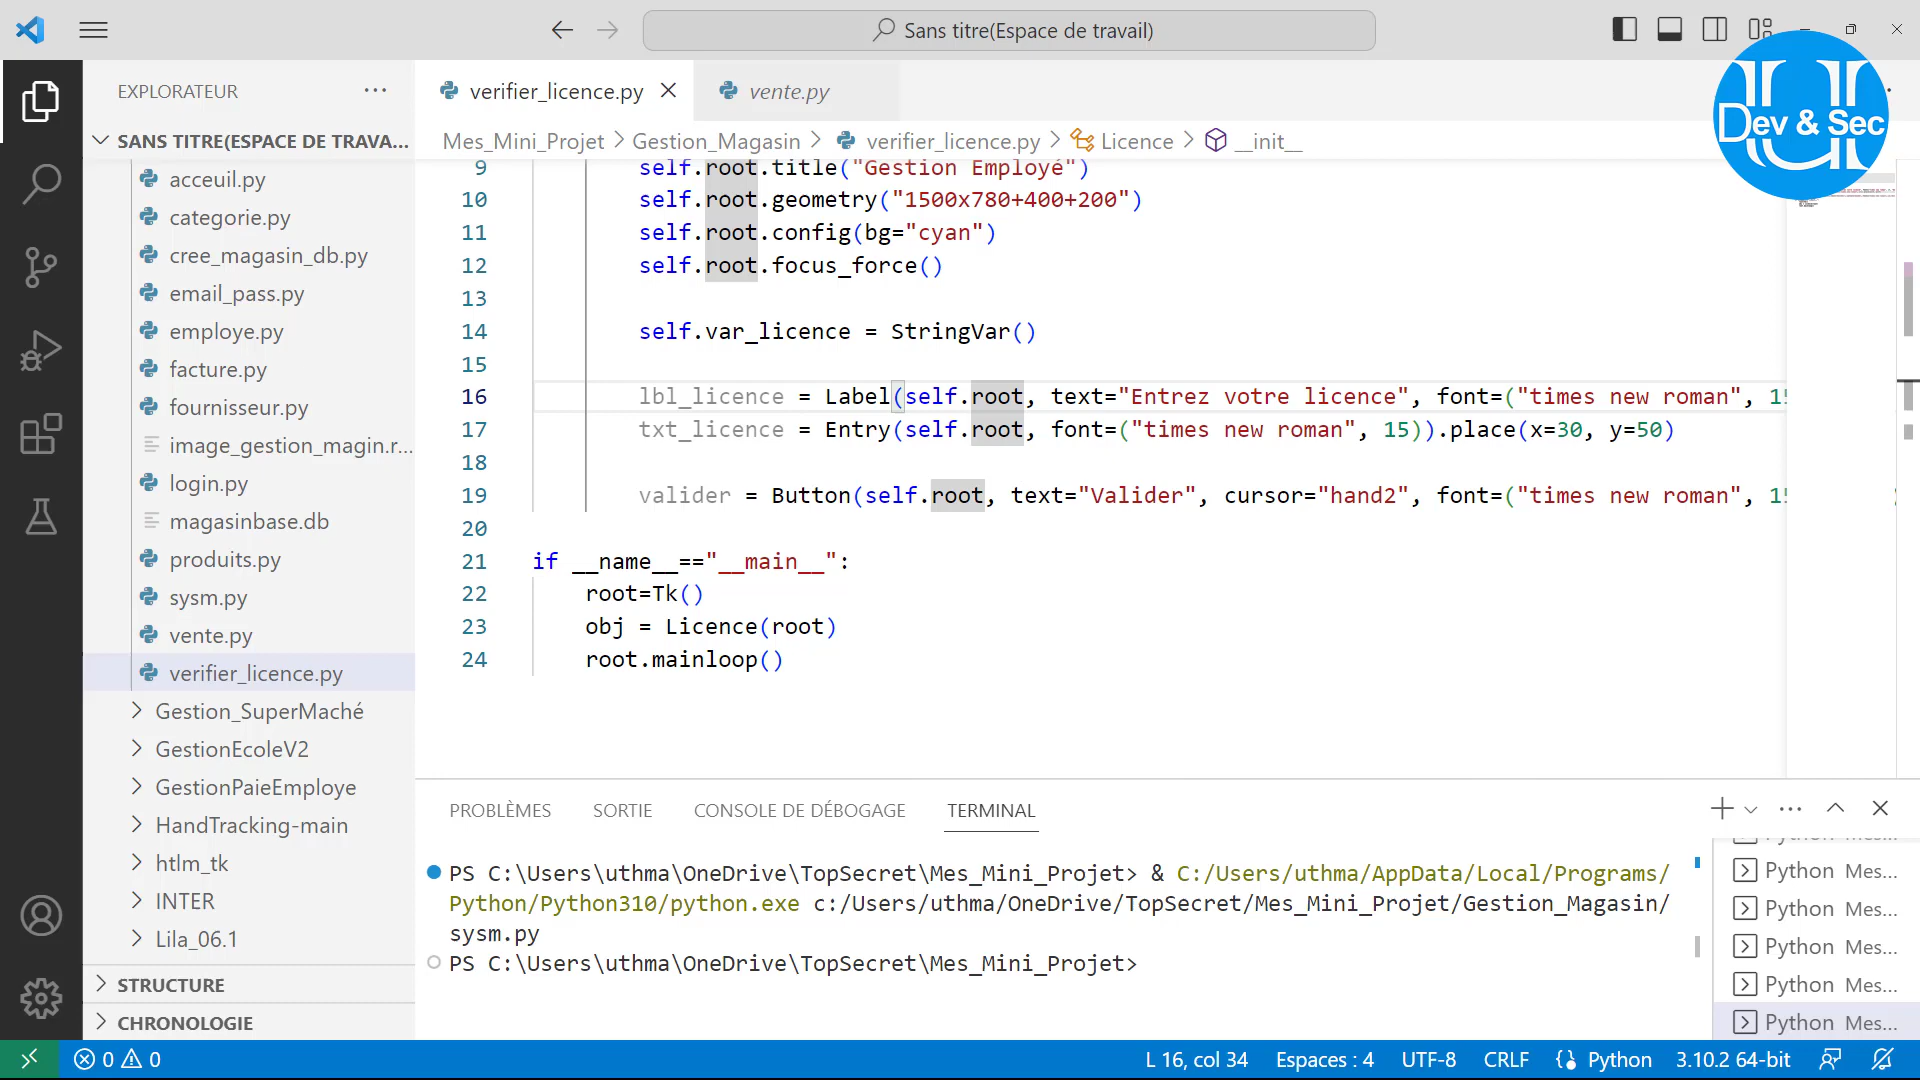 Sans titre(Espace de travail)
Dev & Sec
EXPLORATEUR
SANS TITRE(ESPACE DE TRAVA...
acceuil.py
categorie.py
cree_magasin_db.py
email_pass.py
employe.py
facture.py
fournisseur.py
image_gestion_magin.r...
login.py
magasinbase.db
produits.py
sysm.py
vente.py
verifier_licence.py
Gestion_SuperMaché
GestionEcoleV2
GestionPaieEmploye
HandTracking-main
htlm_tk
INTER
Lila_06.1
STRUCTURE
CHRONOLOGIE
verifier_licence.py
vente.py
Mes_Mini_Projet > Gestion_Magasin > verifier_licence.py > Licence > __init__
9 self.root.title("Gestion Employé")
10 self.root.geometry("1500x780+400+200")
11 self.root.config(bg="cyan")
12 self.root.focus_force()
13
14 self.var_licence = StringVar()
15
16 lbl_licence = Label(self.root, text="Entrez votre licence", font=("times new roman", 15
17 txt_licence = Entry(self.root, font=("times new roman", 15)).place(x=30, y=50)
18
19 valider = Button(self.root, text="Valider", cursor="hand2", font=("times new roman", 15
20
21 if __name__=="__main__":
22 root=Tk()
23 obj = Licence(root)
24 root.mainloop()
PROBLÈMES SORTIE CONSOLE DE DÉBOGAGE TERMINAL
PS C:\Users\uthma\OneDrive\TopSecret\Mes_Mini_Projet> & C:/Users/uthma/AppData/Local/Programs/
Python/Python310/python.exe c:/Users/uthma/OneDrive/TopSecret/Mes_Mini_Projet/Gestion_Magasin/
sysm.py
PS C:\Users\uthma\OneDrive\TopSecret\Mes_Mini_Projet>
Python Mes...
Python Mes...
Python Mes...
Python Mes...
Python Mes...
0 0
L 16, col 34 Espaces : 4 UTF-8 CRLF Python 3.10.2 64-bit